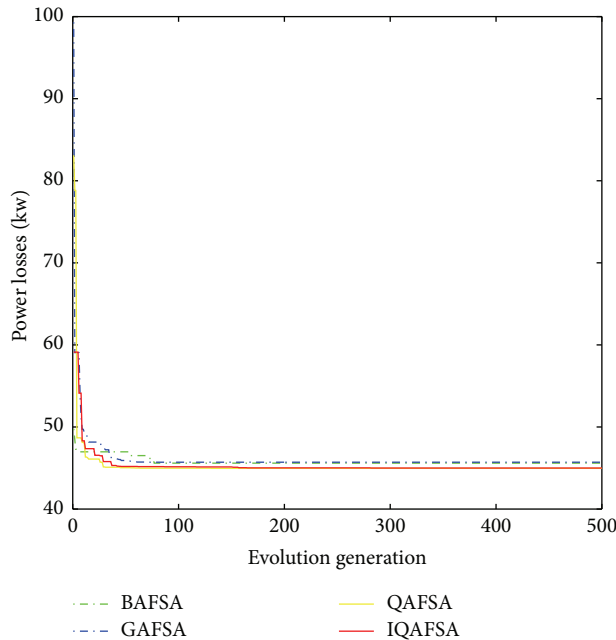 100
90
80
70
60
50
40
Power losses (kw)
0 100 200 300 400 500
Evolution generation
BAFSA QAFSA
GAFSA IQAFSA